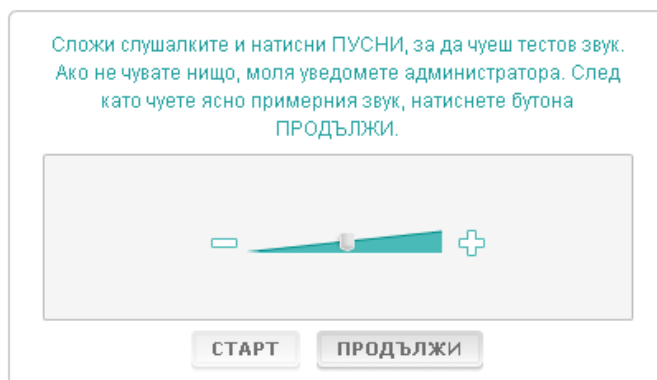 Сложи слушалките и натисни ПУСНИ, за да чуеш тестов звук.
Ако не чувате нищо, моля уведомете администратора. След
като чуете ясно примерния звук, натиснете бутона
ПРОДЪЛЖИ.
СТАРТ ПРОДЪЛЖИ